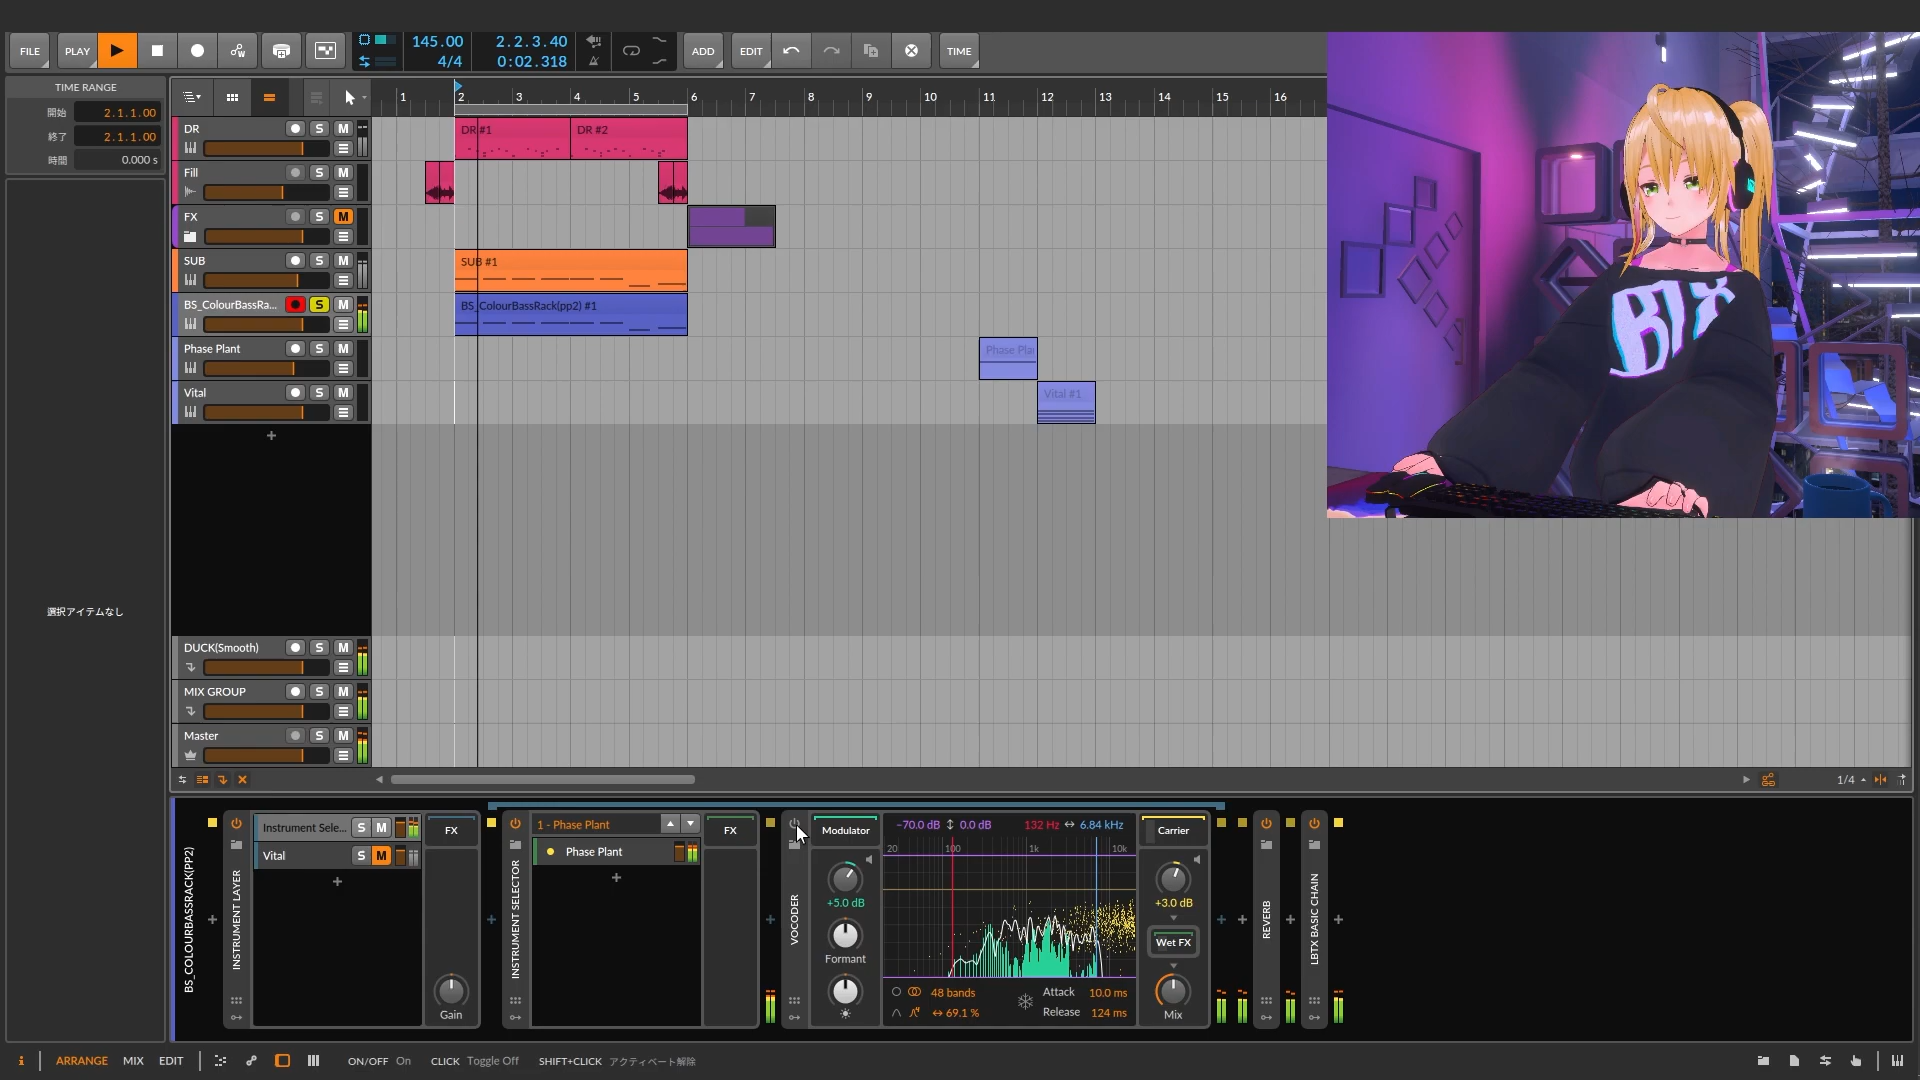 FILE
PLAY
145.00
4/4
2.2.3.40
0:02.318
ADD
EDIT
TIME
TIME RANGE
開始 2.1.1.00
終了 2.1.1.00
時間 0.000 s
選択アイテムなし
1 2 3 4 5 6 7 8 9 10 11 12 13 14 15 16
DR S M
Fill S M
FX S M
SUB S M
BS_ColourBassRa... S M
Phase Plant S M
Vital S M
DR #1
DR #2
SUB #1
BS_ColourBassRack(pp2) #1
Phase Pla
Vital #1
DUCK(Smooth) S M
MIX GROUP S M
Master S M
1/4
BS_COLOURBASSRACK(PP2)
INSTRUMENT LAYER
Instrument Sele... S M
Vital S M
FX
Gain
INSTRUMENT SELECTOR
1 - Phase Plant
Phase Plant
FX
VOCODER
Modulator
+5.0 dB
Formant
-70.0 dB 0.0 dB 132 Hz 6.84 kHz
20 100 1k 10k
48 bands
69.1 %
Attack 10.0 ms
Release 124 ms
Carrier
+3.0 dB
Wet FX
Mix
REVERB
LBTX BASIC CHAIN
i ARRANGE MIX EDIT
ON/OFF On CLICK Toggle Off SHIFT+CLICK アクティベート解除